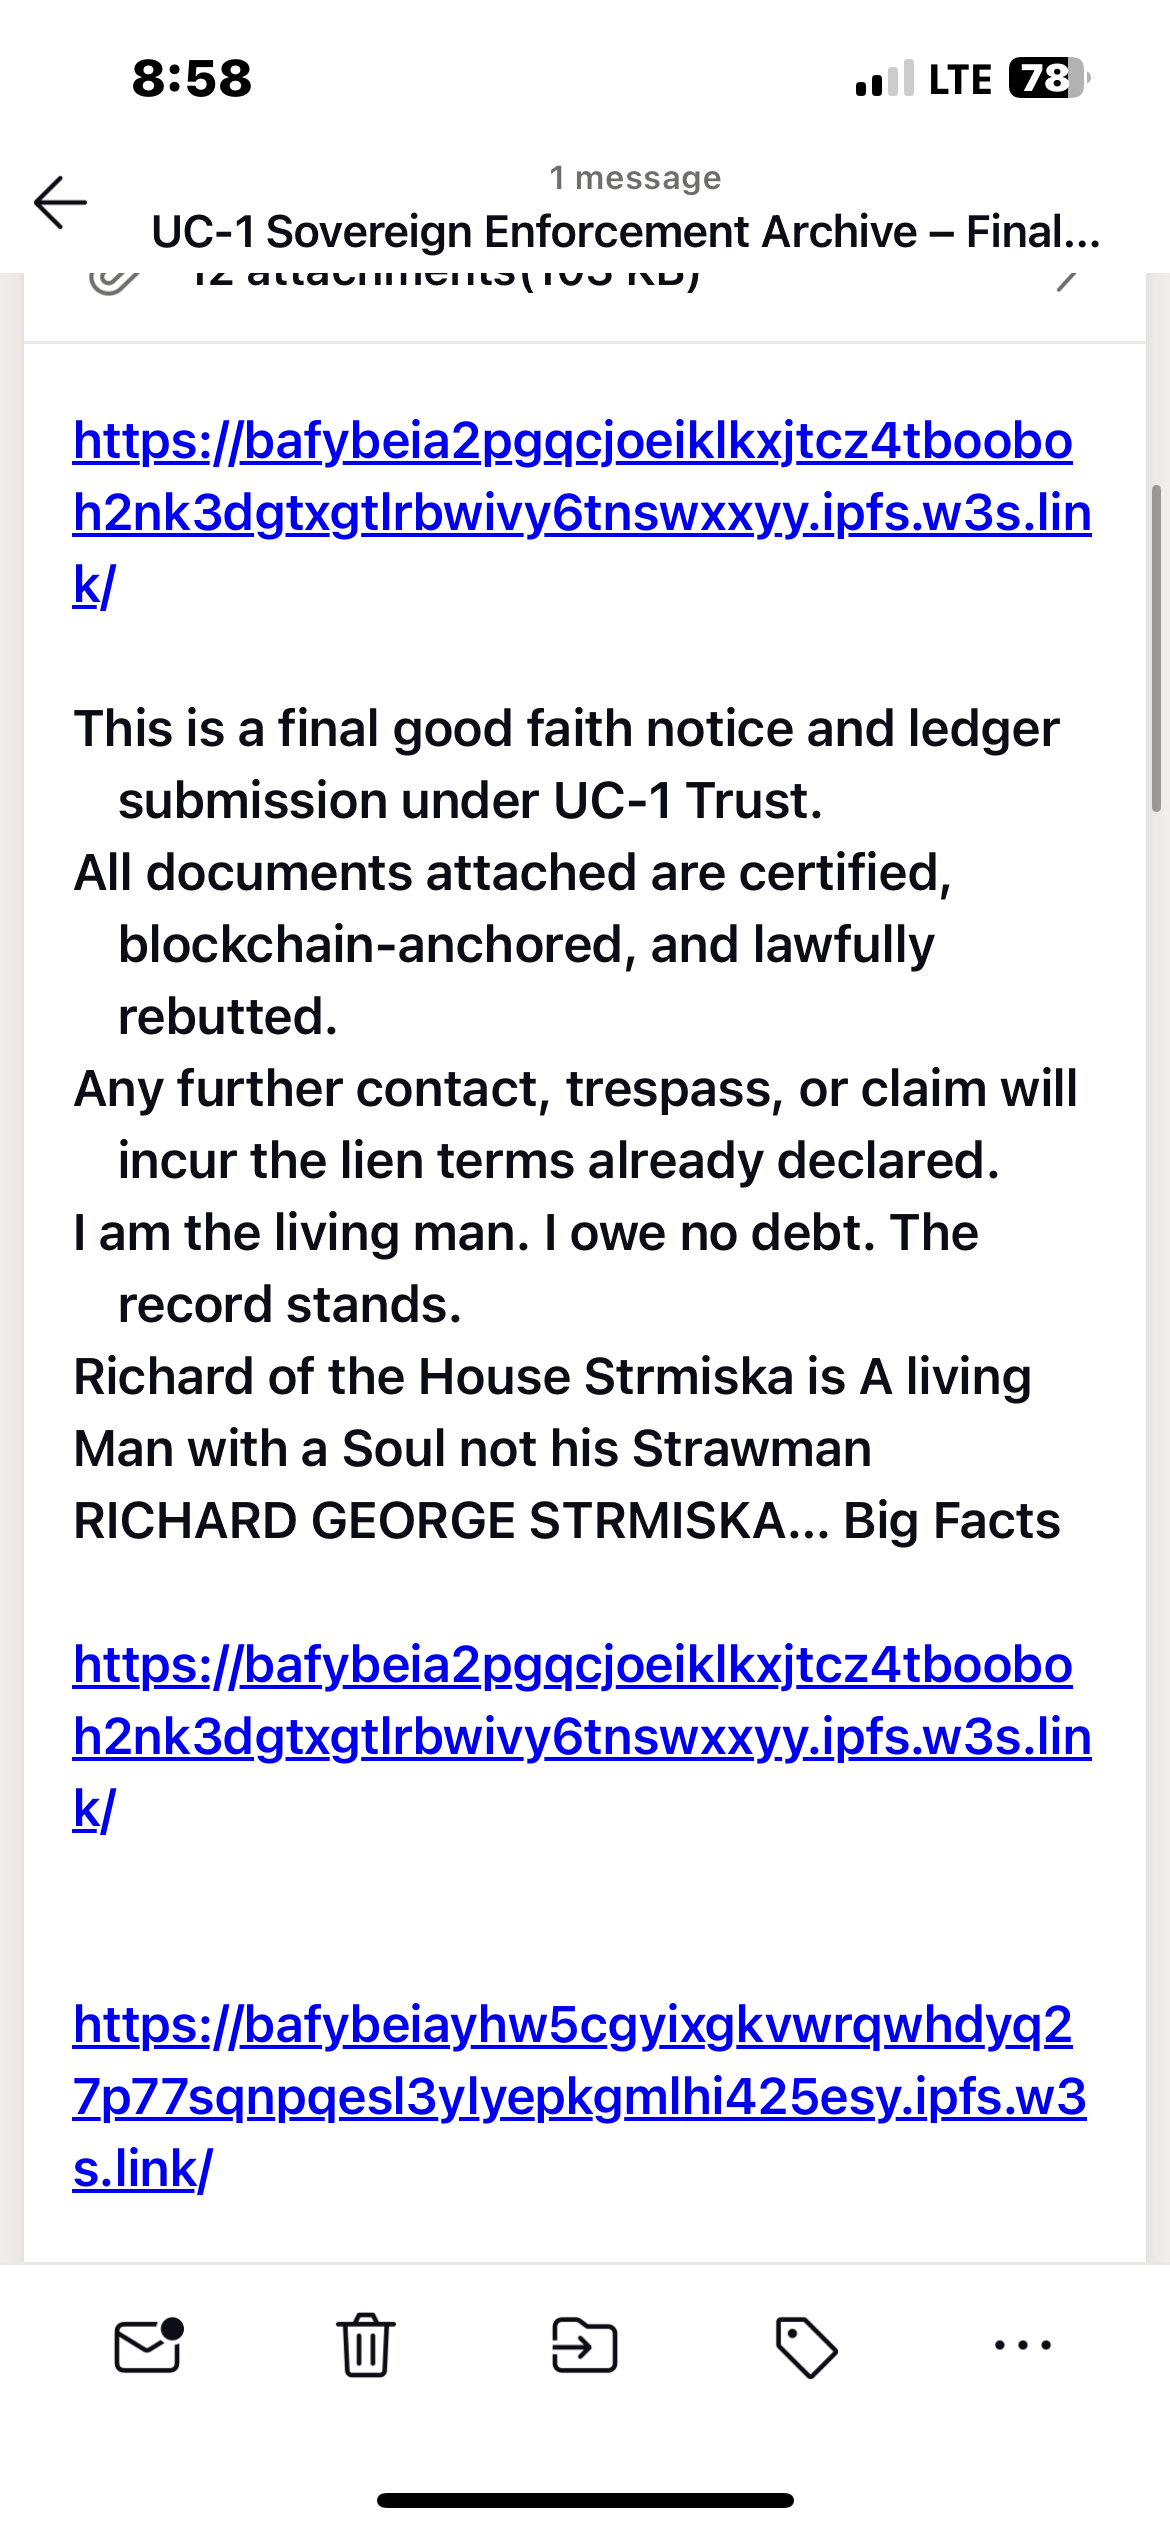 8:58
LTE 78
1 message
UC-1 Sovereign Enforcement Archive – Final...
12 attachments(105 KB)
https://bafybeia2pgqcjoeiklkxjtcz4tboobo
h2nk3dgtxgtlrbwivy6tnswxxyy.ipfs.w3s.lin
k/
This is a final good faith notice and ledger
submission under UC-1 Trust.
All documents attached are certified,
blockchain-anchored, and lawfully
rebutted.
Any further contact, trespass, or claim will
incur the lien terms already declared.
I am the living man. I owe no debt. The
record stands.
Richard of the House Strmiska is A living
Man with a Soul not his Strawman
RICHARD GEORGE STRMISKA... Big Facts
https://bafybeia2pgqcjoeiklkxjtcz4tboobo
h2nk3dgtxgtlrbwivy6tnswxxyy.ipfs.w3s.lin
k/
https://bafybeiayhw5cgyixgkvwrqwhdyq2
7p77sqnpqesl3ylyepkgmlhi425esy.ipfs.w3
s.link/